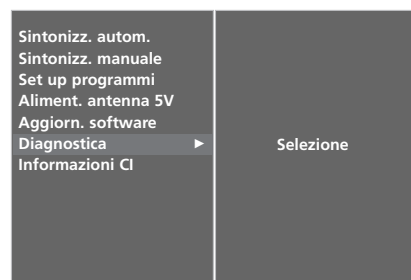 Sintonizz. autom.
Sintonizz. manuale
Set up programmi
Aliment. antenna 5V
Aggiorn. software
Diagnostica ►
Informazioni CI
Selezione